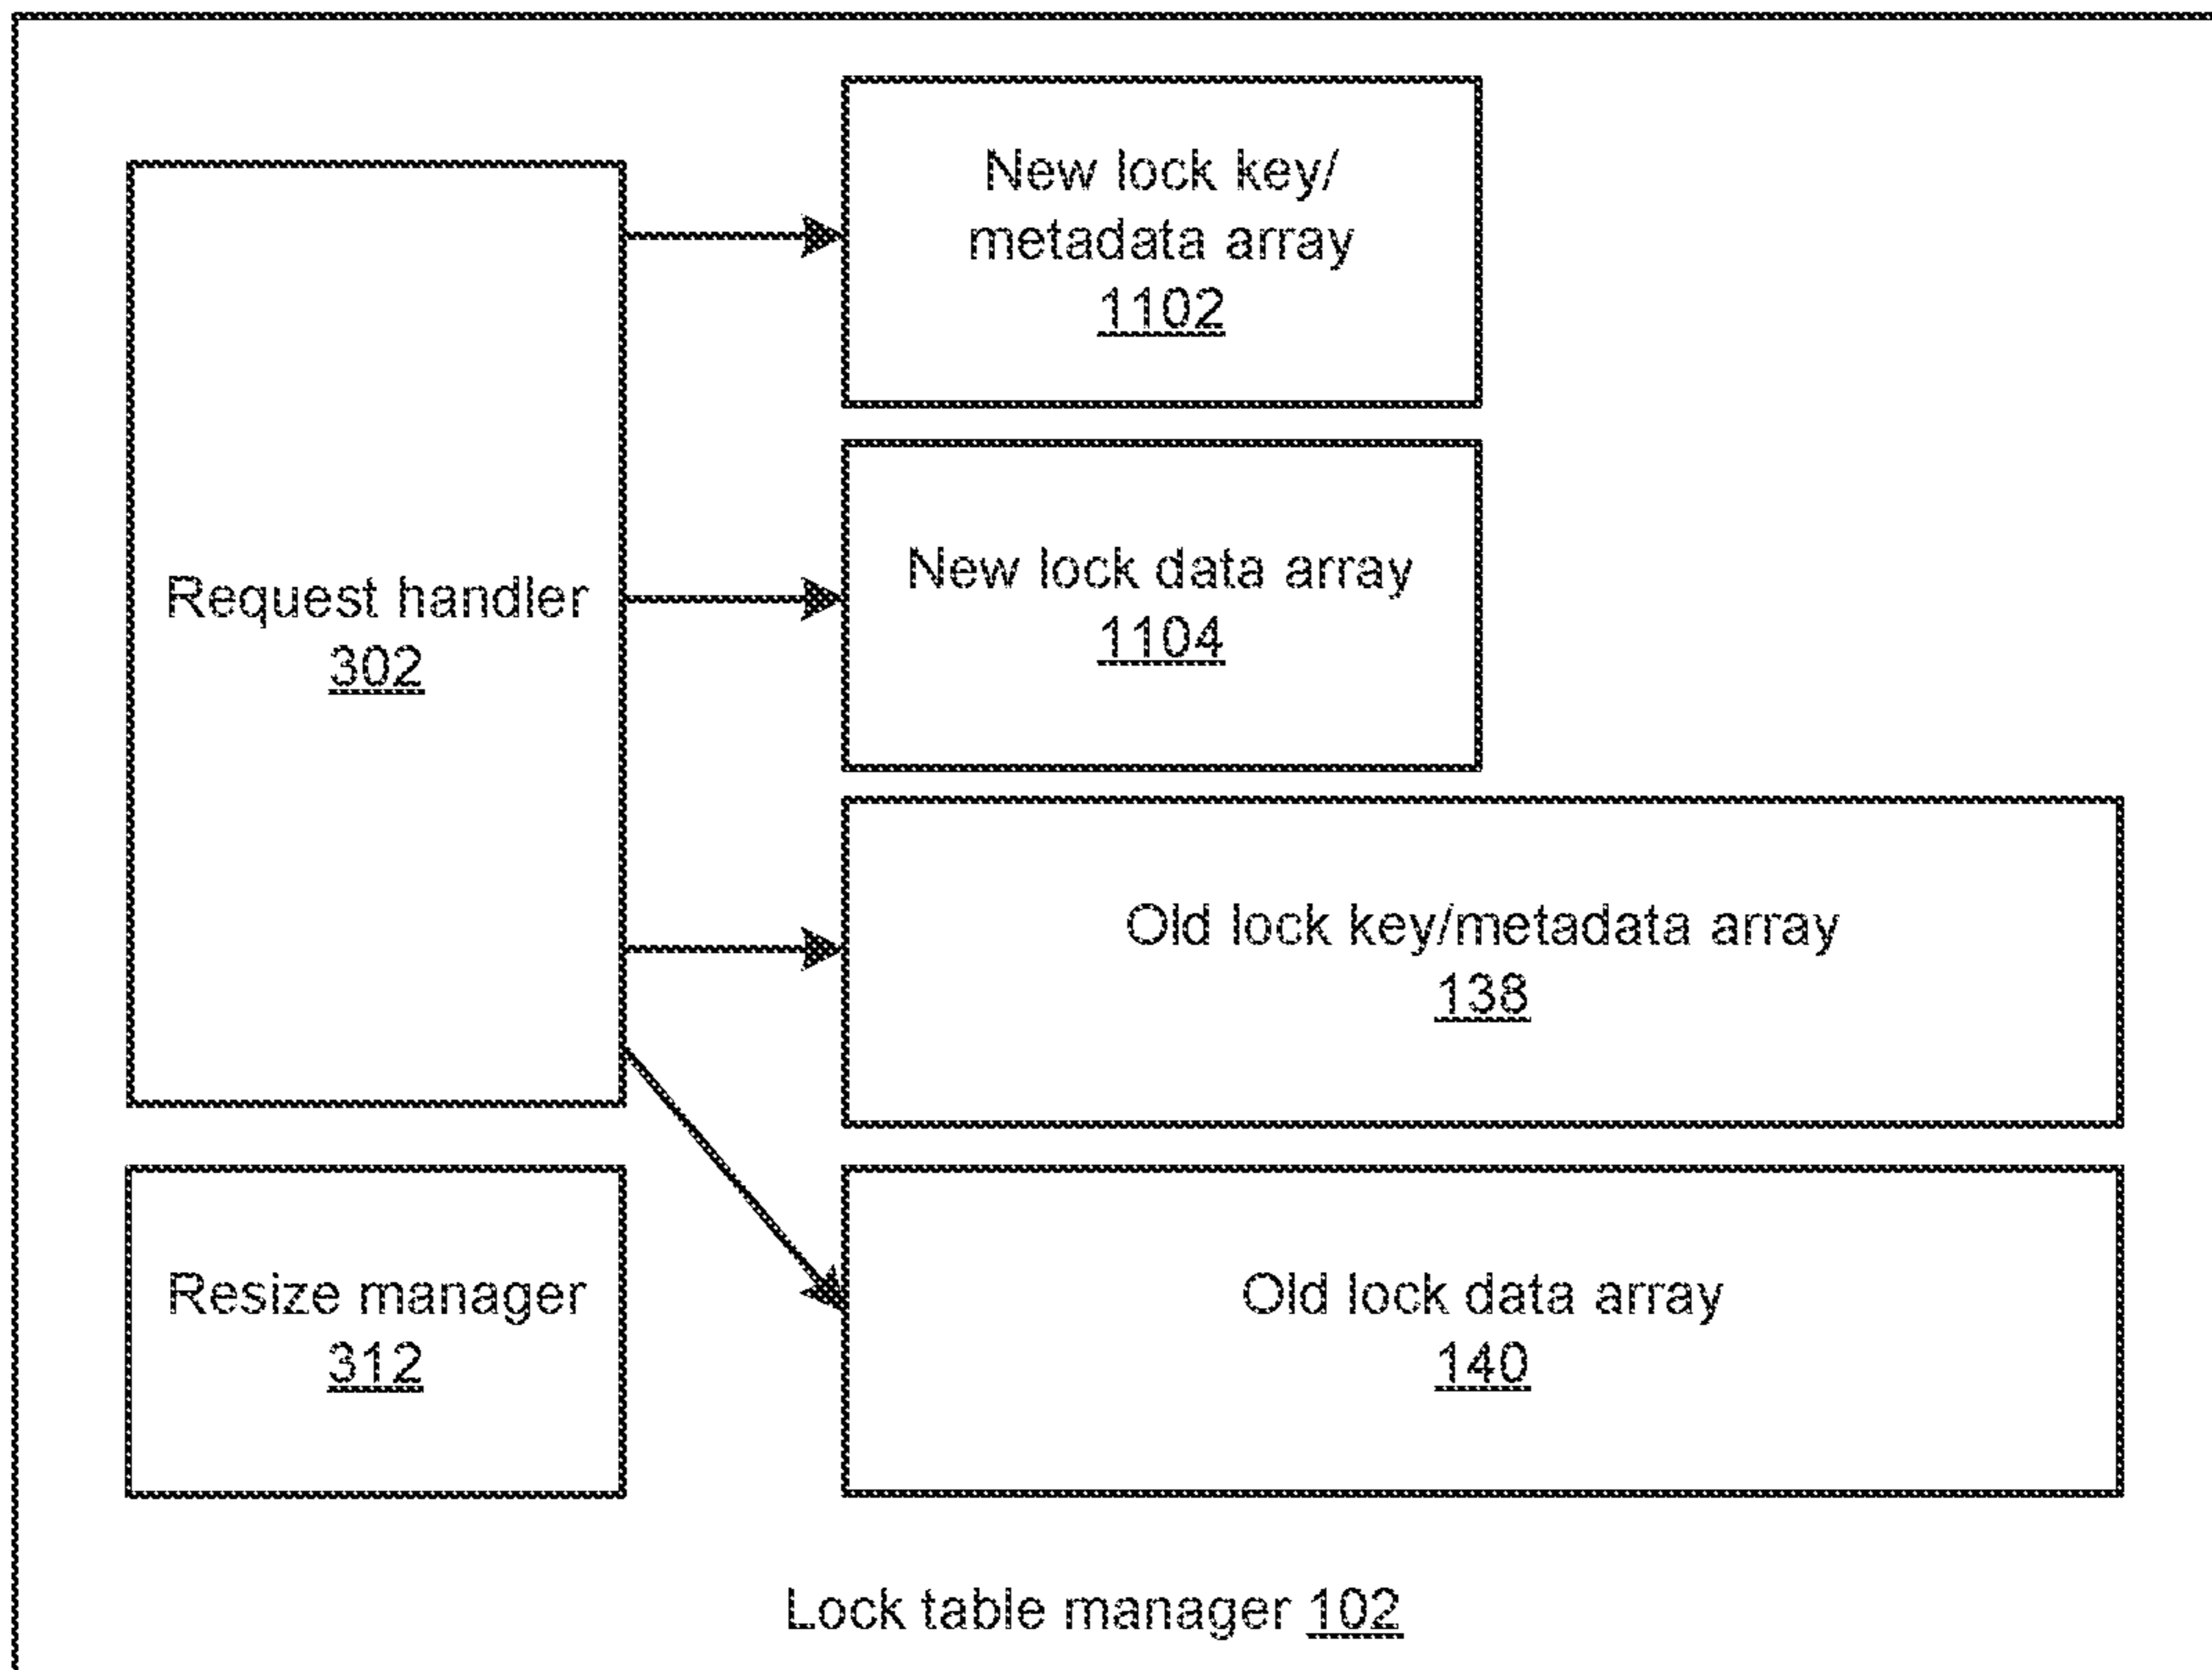 New lock key/
metadata array
1102
Request handler
302
New lock data array
1104
Old lock key/metadata array
138
Resize manager
312
Old lock data array
140
Lock table manager 102